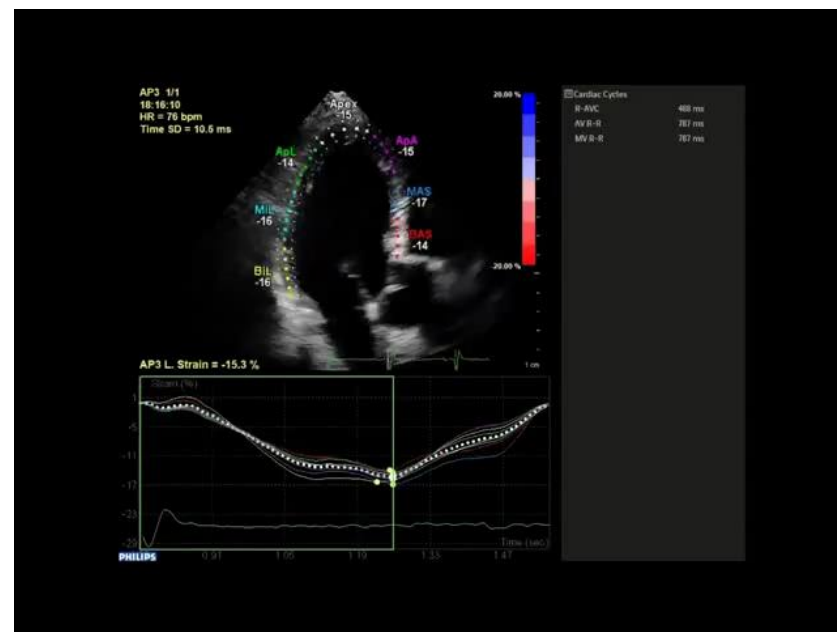 AP3 1/1
18:16:10
HR = 76 bpm
Time SD = 10.5 ms
20.00 %
-20.00 %
Apex
-15
ApL
-14
ApA
-15
MiL
-16
MAS
-17
BIL
-16
BAS
-14
1 cm
Cardiac Cycles
R-AVC 488 ms
AV R-R 787 ms
MV R-R 787 ms
AP3 L. Strain = -15.3 %
Strain (%)
1
-5
-11
-17
-23
-29
Time (sec)
PHILIPS
0.91 1.05 1.19 1.33 1.47